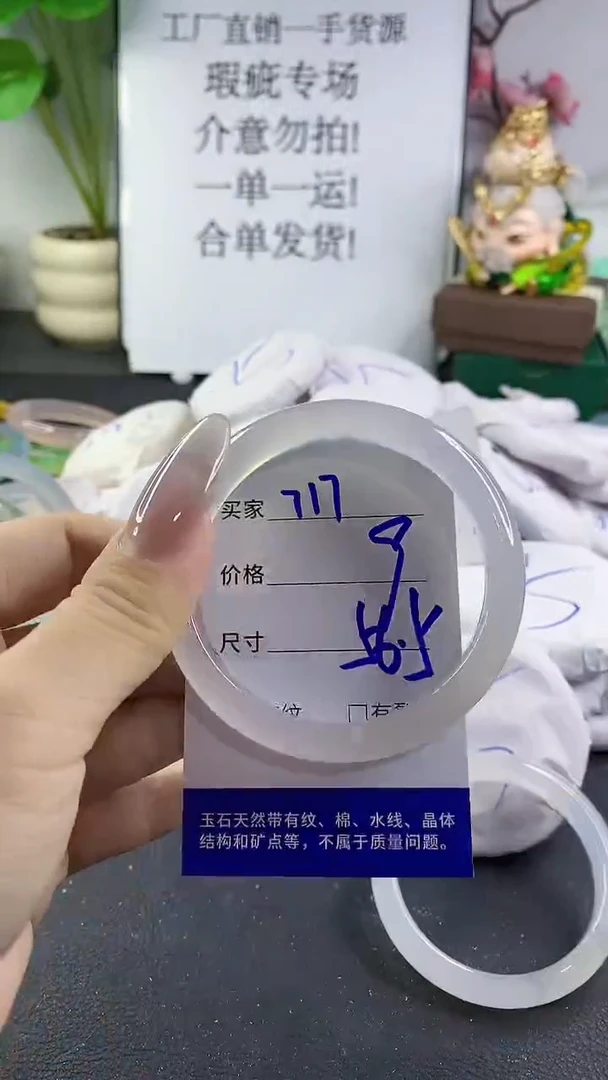 工厂直销一手货源
瑕疵专场
介意勿拍!
一单一运!
合单发货!
买家 717
价格
尺寸
纹 有
玉石天然带有纹、棉、水线、晶体
结构和矿点等，不属于质量问题。